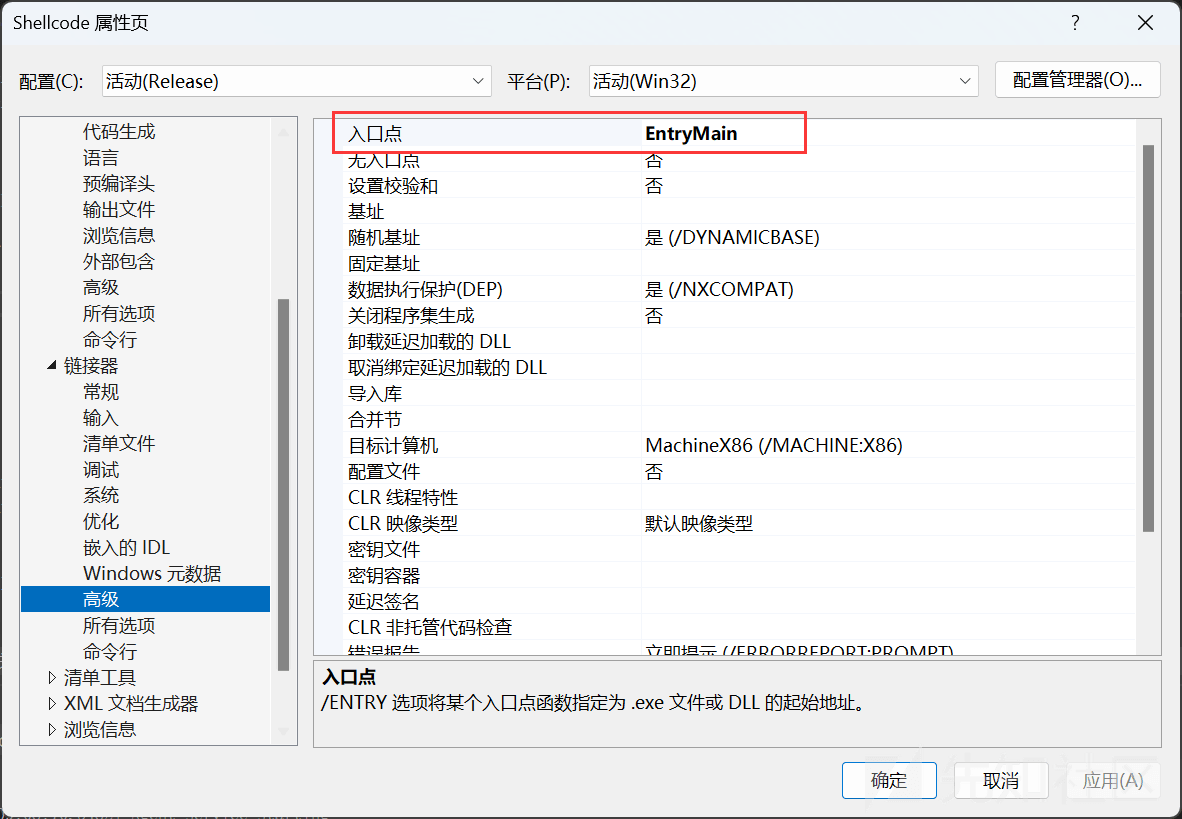 Shellcode 属性页
配置(C): 活动(Release) 平台(P): 活动(Win32) 配置管理器(O)...
代码生成
语言
预编译头
输出文件
浏览信息
外部包含
高级
所有选项
命令行
链接器
常规
输入
清单文件
调试
系统
优化
嵌入的 IDL
Windows 元数据
高级
所有选项
命令行
清单工具
XML 文档生成器
浏览信息
入口点 EntryMain
无入口点 否
设置校验和 否
基址
随机基址 是 (/DYNAMICBASE)
固定基址
数据执行保护(DEP) 是 (/NXCOMPAT)
关闭程序集生成 否
卸载延迟加载的 DLL
取消绑定延迟加载的 DLL
导入库
合并节
目标计算机 MachineX86 (/MACHINE:X86)
配置文件 否
CLR 线程特性
CLR 映像类型 默认映像类型
密钥文件
密钥容器
延迟签名
CLR 非托管代码检查
错误报告 立即提示 (/ERRORREPORT:PROMPT)
入口点
/ENTRY 选项将某个入口点函数指定为 .exe 文件或 DLL 的起始地址。
确定 取消 应用(A)
先知社区